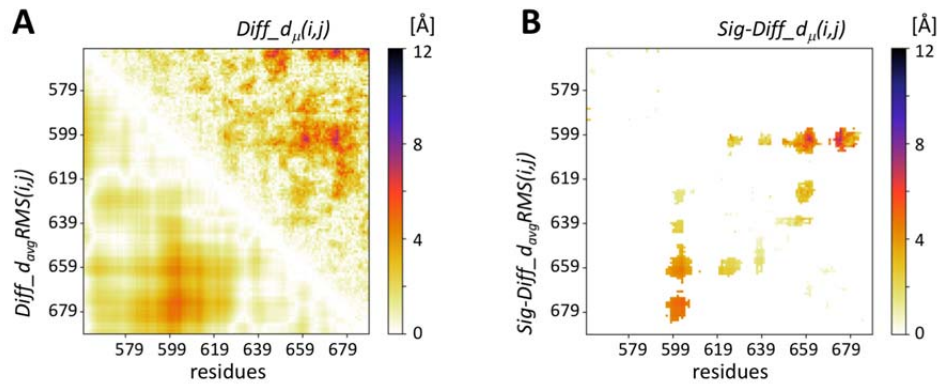 A
Diff_dμ(i,j)
[Å]
B
Sig-Diff_dμ(i,j)
[Å]
Diff_davgRMS(i,j)
579
599
619
639
659
679
579 599 619 639 659 679
residues
12
8
4
0
Sig-Diff_davgRMS(i,j)
579
599
619
639
659
679
579 599 619 639 659 679
residues
12
8
4
0